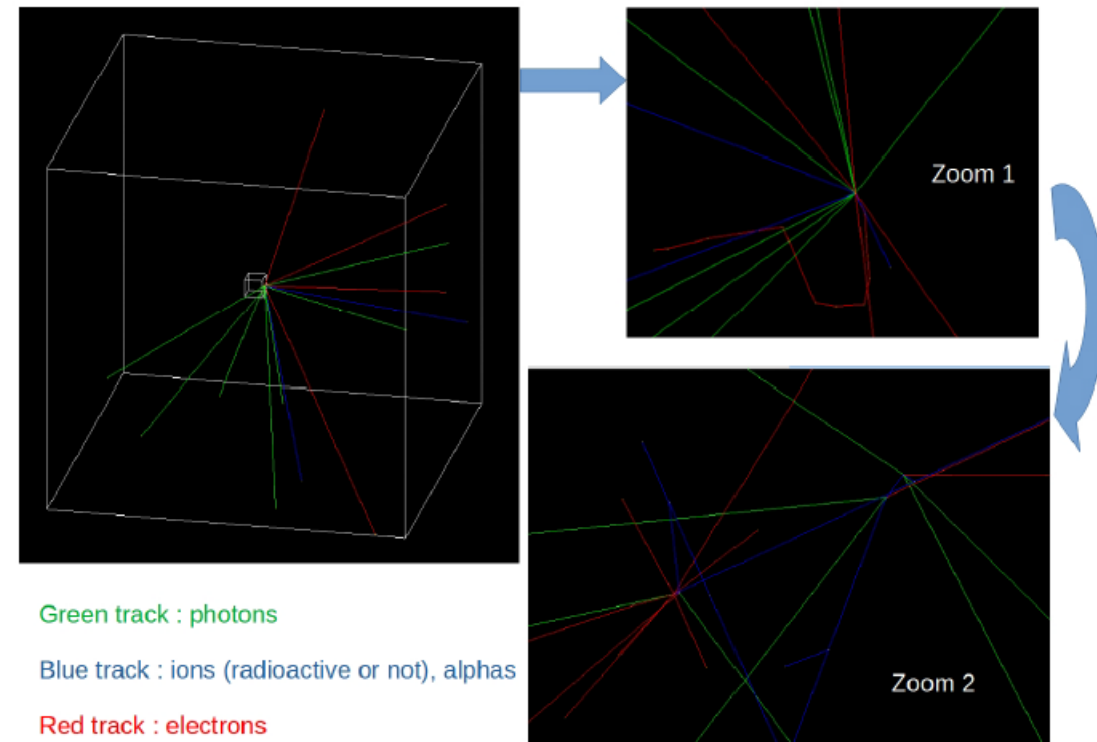 Zoom 1
Zoom 2
Green track : photons
Blue track : ions (radioactive or not), alphas
Red track : electrons